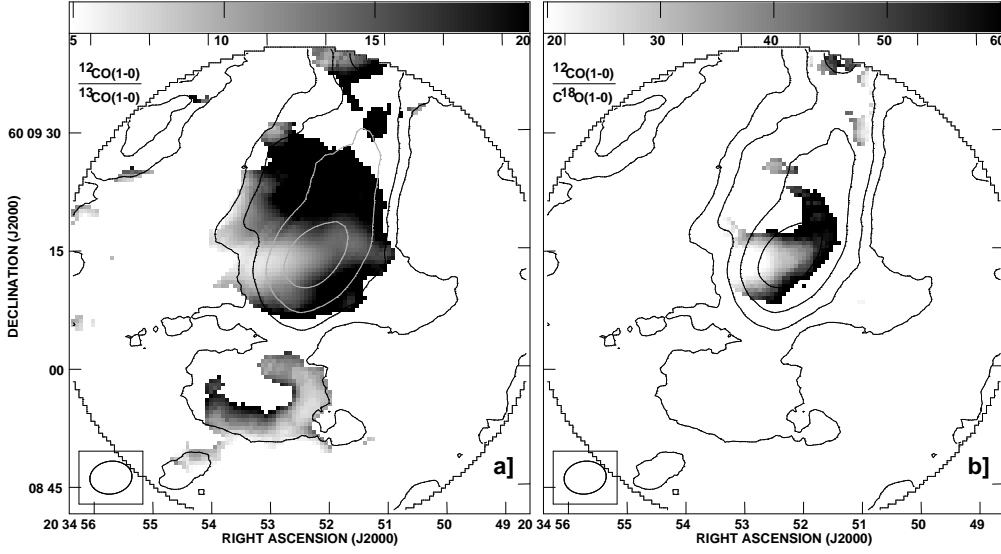 5 10 15 20
12CO(1-0)
13CO(1-0)
60 09 30
15
00
08 45
DECLINATION (J2000)
a]
20 34 56 55 54 53 52 51 50 49
RIGHT ASCENSION (J2000)
20 30 40 50 60
12CO(1-0)
C18O(1-0)
b]
20 34 56 55 54 53 52 51 50 49
RIGHT ASCENSION (J2000)